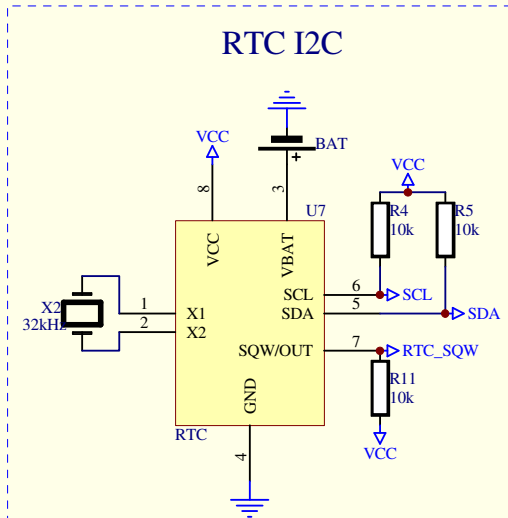 RTC I2C
VCC
BAT
+
8
3
VCC
U7
VCC
VBAT
R4
10k
R5
10k
X2
32kHz
1
X1
2
X2
SCL
6
SCL
SDA
5
SDA
SQW/OUT
7
RTC_SQW
GND
R11
10k
RTC
VCC
4